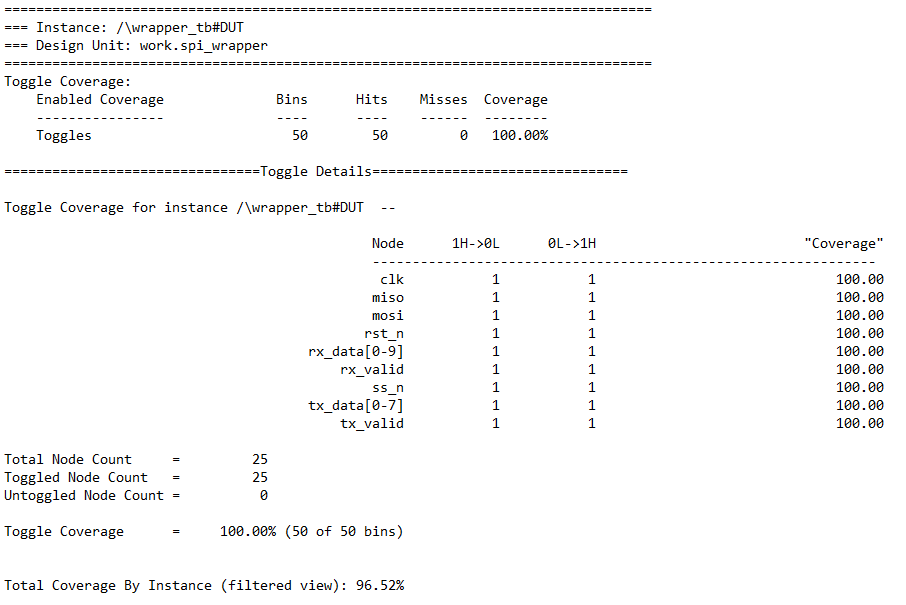 =================================================================================
=== Instance: /\wrapper_tb#DUT
=== Design Unit: work.spi_wrapper
=================================================================================
Toggle Coverage:
    Enabled Coverage              Bins      Hits    Misses  Coverage
    ----------------              ----      ----    ------  --------
    Toggles                         50        50         0   100.00%

================================Toggle Details================================

Toggle Coverage for instance /\wrapper_tb#DUT  --

                                              Node      1H->0L      0L->1H                          "Coverage"
                                              ---------------------------------------------------------------
                                               clk           1           1                              100.00
                                              miso           1           1                              100.00
                                              mosi           1           1                              100.00
                                             rst_n           1           1                              100.00
                                      rx_data[0-9]           1           1                              100.00
                                          rx_valid           1           1                              100.00
                                              ss_n           1           1                              100.00
                                      tx_data[0-7]           1           1                              100.00
                                          tx_valid           1           1                              100.00

Total Node Count     =         25
Toggled Node Count   =         25
Untoggled Node Count =          0

Toggle Coverage      =     100.00% (50 of 50 bins)


Total Coverage By Instance (filtered view): 96.52%